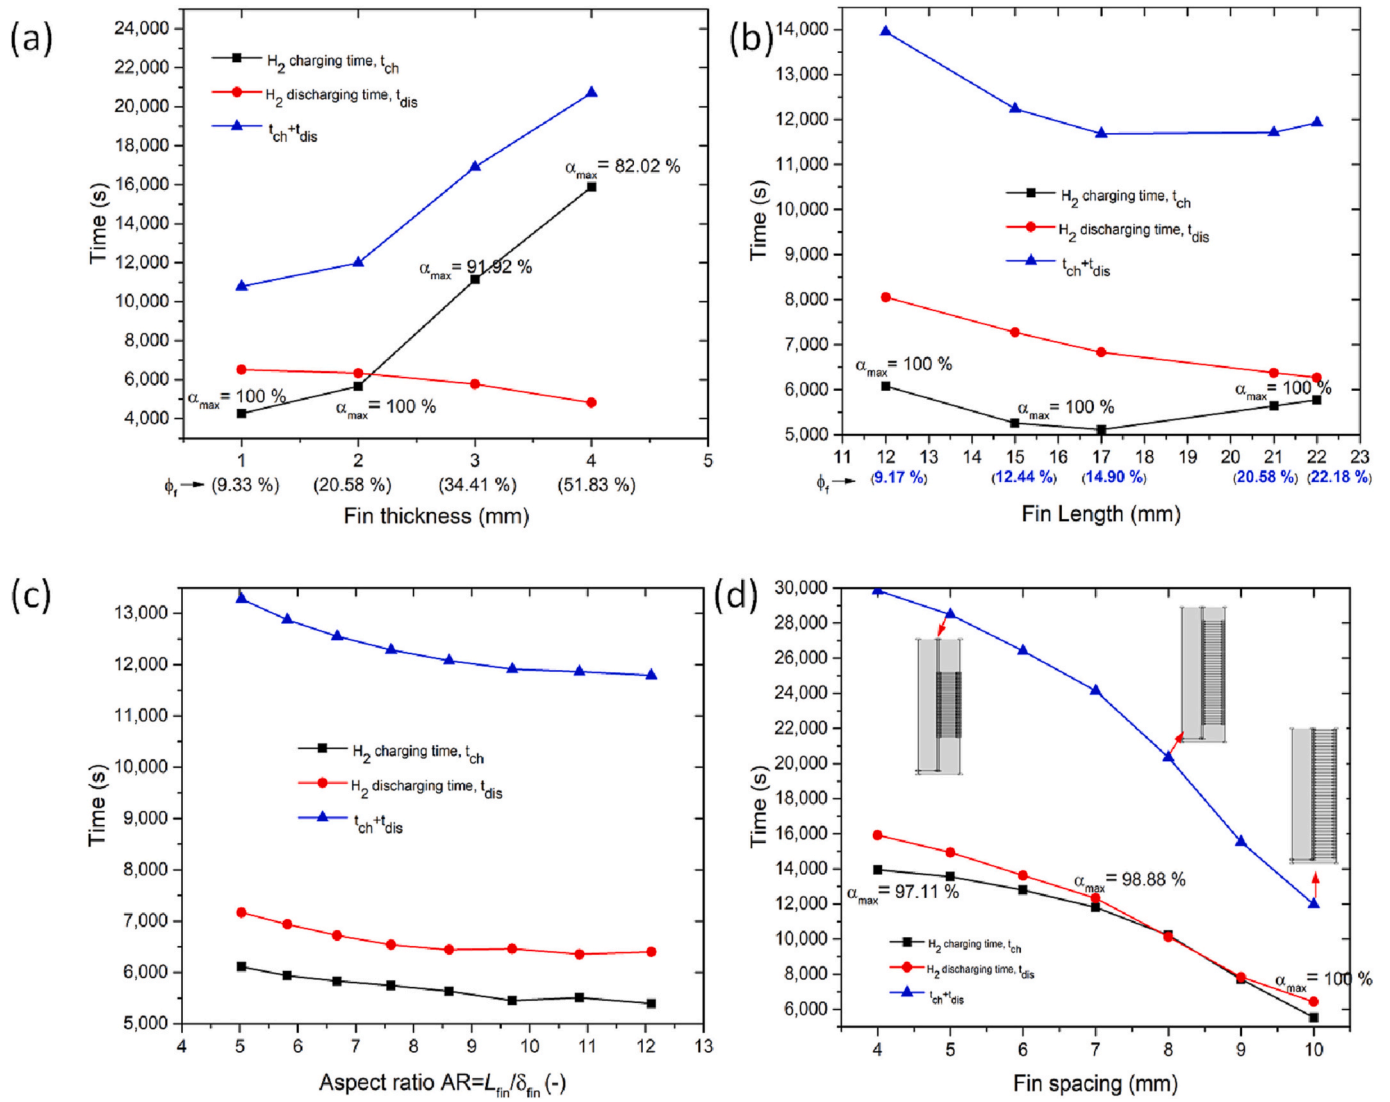 (a)
24,000
22,000
20,000
18,000
16,000
14,000
12,000
10,000
8,000
6,000
4,000
Time (s)
H2 charging time, tch
H2 discharging time, tdis
tch+tdis
αmax= 82.02 %
αmax= 91.92 %
αmax= 100 %
αmax= 100 %
1 2 3 4 5
ϕf (9.33 %) (20.58 %) (34.41 %) (51.83 %)
Fin thickness (mm)
(b)
14,000
13,000
12,000
11,000
10,000
9,000
8,000
7,000
6,000
5,000
Time (s)
H2 charging time, tch
H2 discharging time, tdis
tch+tdis
αmax= 100 %
αmax= 100 %
αmax= 100 %
11 12 13 14 15 16 17 18 19 20 21 22 23
ϕf (9.17 %) (12.44 %) (14.90 %) (20.58 %) (22.18 %)
Fin Length (mm)
(c)
13,000
12,000
11,000
10,000
9,000
8,000
7,000
6,000
5,000
Time (s)
H2 charging time, tch
H2 discharging time, tdis
tch+tdis
4 5 6 7 8 9 10 11 12 13
Aspect ratio AR=Lfin/δfin (-)
(d)
30,000
28,000
26,000
24,000
22,000
20,000
18,000
16,000
14,000
12,000
10,000
8,000
6,000
Time (s)
αmax= 97.11 %
αmax= 98.88 %
αmax= 100 %
H2 charging time, tch
H2 discharging time, tdis
tch+tdis
4 5 6 7 8 9 10
Fin spacing (mm)